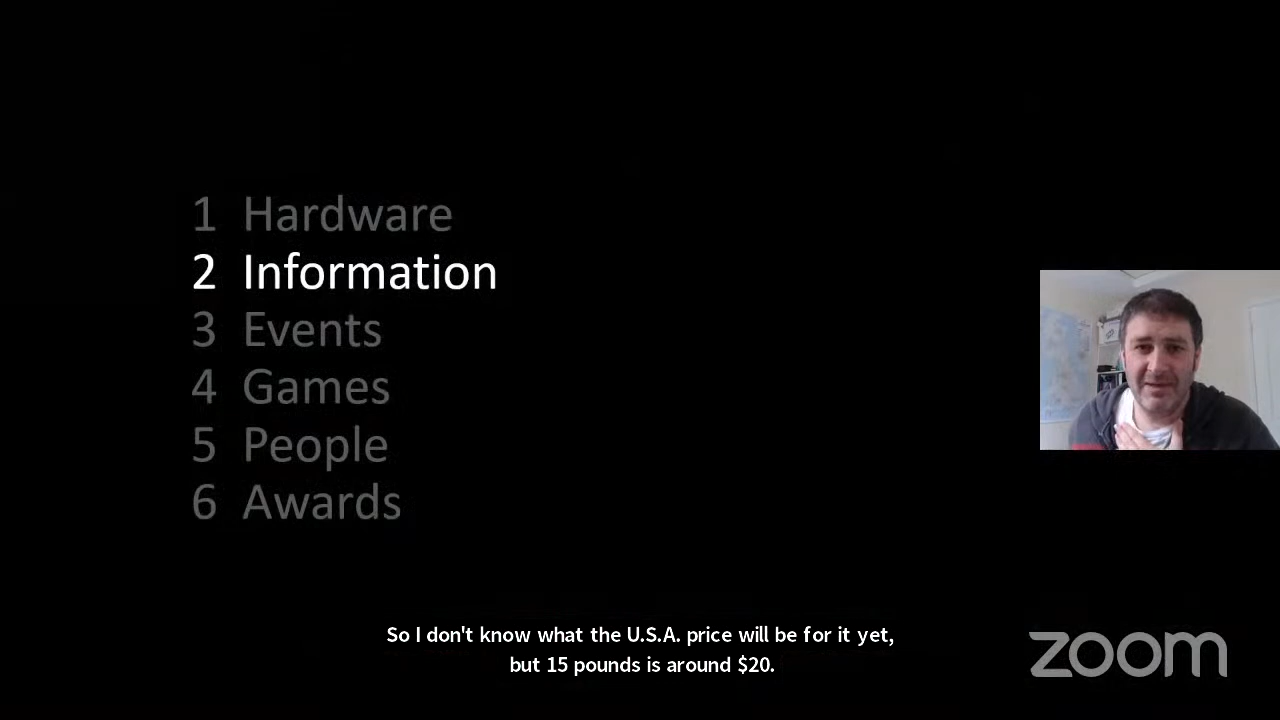 1 Hardware
2 Information
3 Events
4 Games
5 People
6 Awards
So I don't know what the U.S.A. price will be for it yet,
but 15 pounds is around $20.
zoom